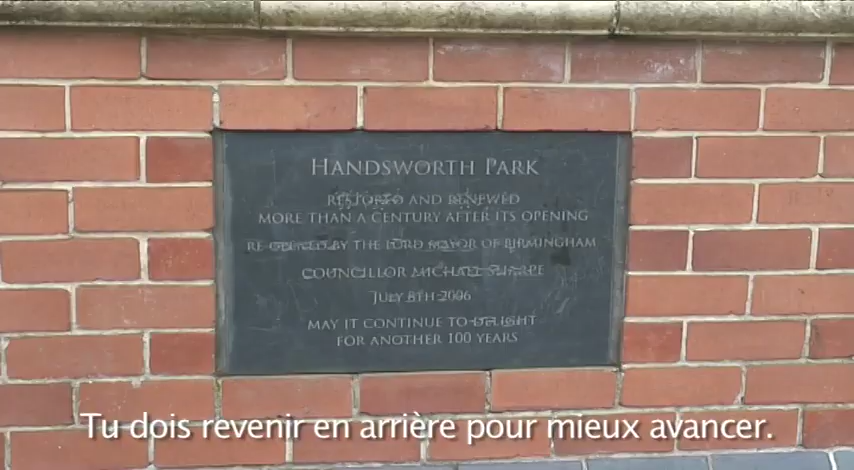 HANDSWORTH PARK
RESTORED AND RENEWED
MORE THAN A CENTURY AFTER ITS OPENING
RE-OPENED BY THE LORD MAYOR OF BIRMINGHAM
COUNCILLOR MICHAEL SHARPE
JULY 8TH 2006
MAY IT CONTINUE TO DELIGHT
FOR ANOTHER 100 YEARS
Tu dois revenir en arrière pour mieux avancer.